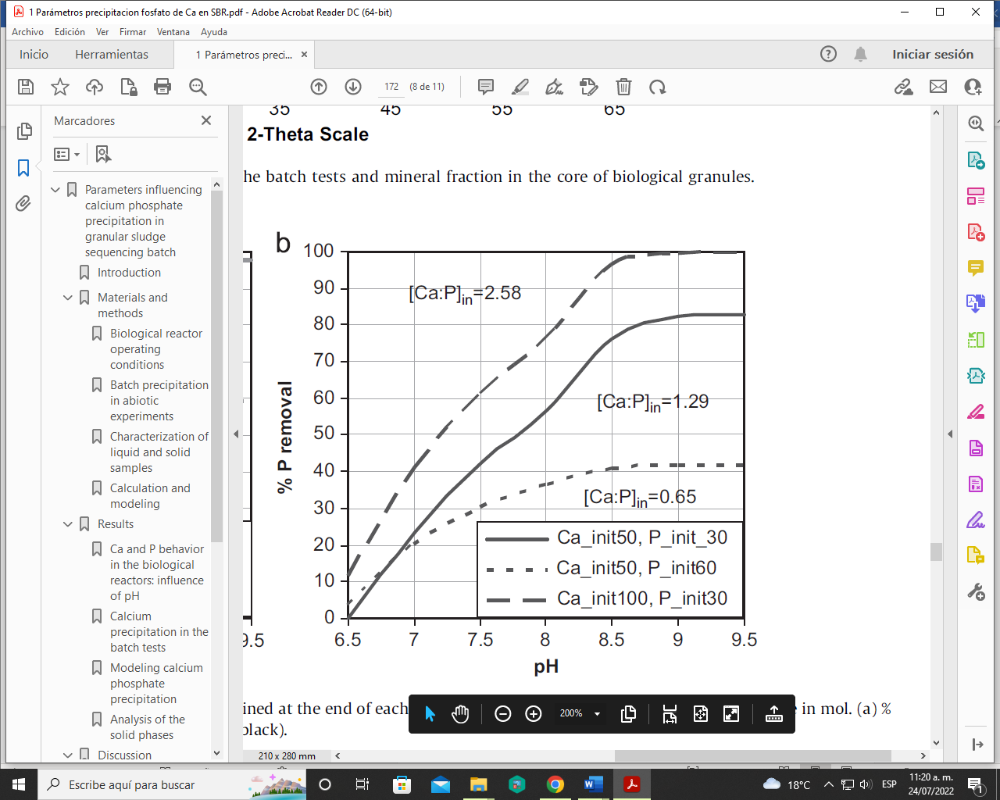 1 Parámetros precipitacion fosfato de Ca en SBR.pdf - Adobe Acrobat Reader DC (64-bit)
Archivo Edición Ver Firmar Ventana Ayuda
Inicio Herramientas 1 Parámetros preci... × Iniciar sesión
172 (8 de 11)
Marcadores
Parameters influencing
calcium phosphate
precipitation in
granular sludge
sequencing batch
Introduction
Materials and
methods
Biological reactor
operating
conditions
Batch precipitation
in abiotic
experiments
Characterization of
liquid and solid
samples
Calculation and
modeling
Results
Ca and P behavior
in the biological
reactors: influence
of pH
Calcium
precipitation in the
batch tests
Modeling calcium
phosphate
precipitation
Analysis of the
solid phases
Discussion
35 45 55 65
2-Theta Scale
he batch tests and mineral fraction in the core of biological granules.
b
100
90
80
70
60
50
40
30
20
10
0
% P removal
[Ca:P]in=2.58
[Ca:P]in=1.29
[Ca:P]in=0.65
Ca_init50, P_init_30
Ca_init50, P_init60
Ca_init100, P_init30
9.5 6.5 7 7.5 8 8.5 9 9.5
pH
ined at the end of each in mol. (a) %
black).
200%
210 x 280 mm
Escribe aquí para buscar
18°C
ESP
11:20 a. m.
24/07/2022
1